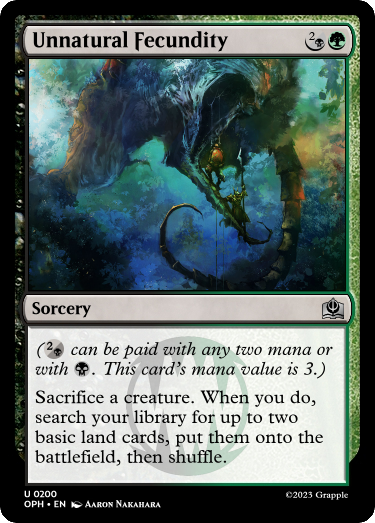 Unnatural Fecundity
2
Sorcery
(2 can be paid with any two mana or
with . This card's mana value is 3.)
Sacrifice a creature. When you do,
search your library for up to two
basic land cards, put them onto the
battlefield, then shuffle.
U 0200
OPH • EN Aaron Nakahara
©2023 Grapple